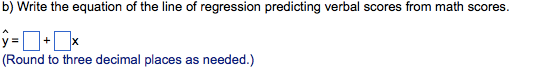 b) Write the equation of the line of regression predicting verbal scores from math scores.
ŷ = □ + □x
(Round to three decimal places as needed.)